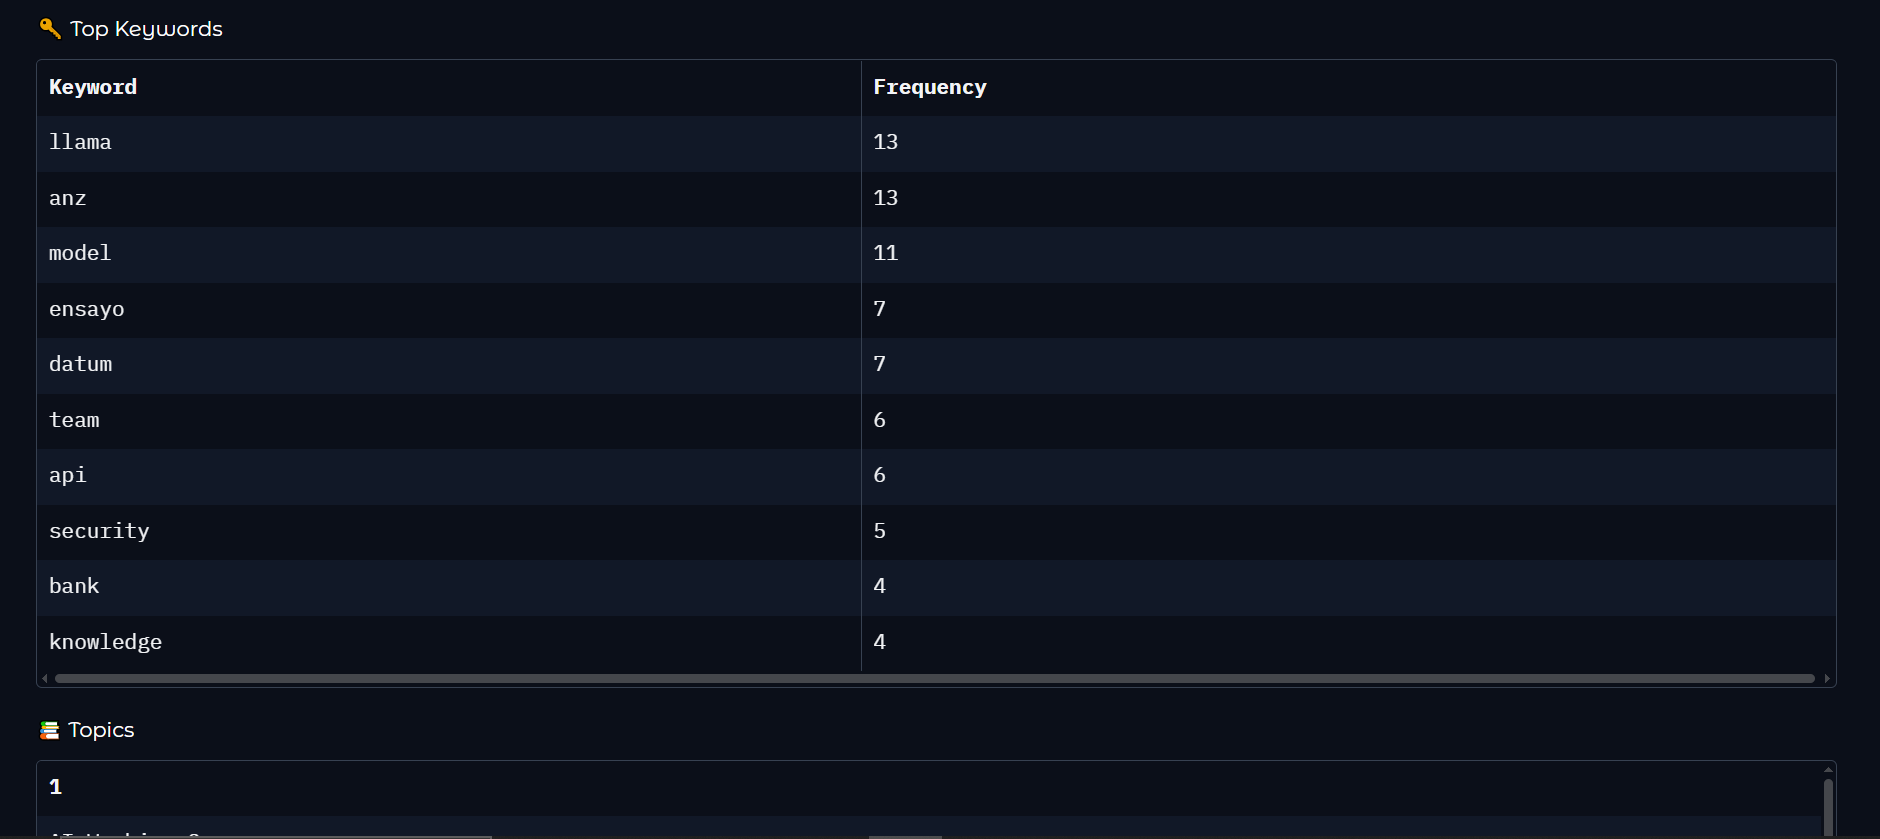 Top Keywords
Keyword Frequency
llama 13
anz 13
model 11
ensayo 7
datum 7
team 6
api 6
security 5
bank 4
knowledge 4
Topics
1